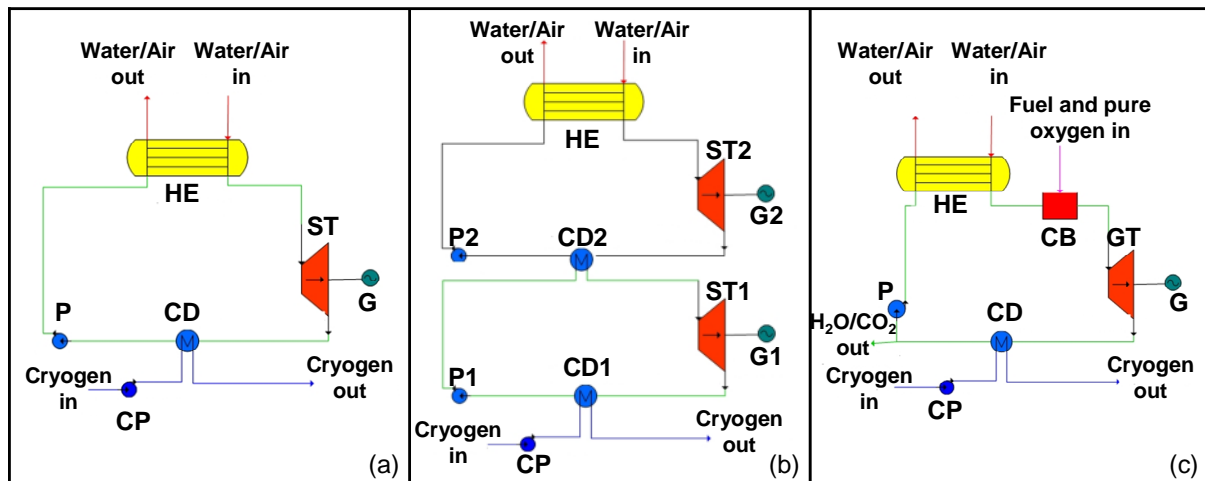 Water/Air
out
Water/Air
in
HE
ST
G
P
CD
Cryogen
in
CP
Cryogen
out
(a)
Water/Air
out
Water/Air
in
HE
ST2
G2
P2
CD2
ST1
G1
P1
CD1
Cryogen
in
CP
Cryogen
out
(b)
Water/Air
out
Water/Air
in
Fuel and pure
oxygen in
HE
CB
GT
G
P
H₂O/CO₂
out
CD
Cryogen
in
CP
Cryogen
out
(c)